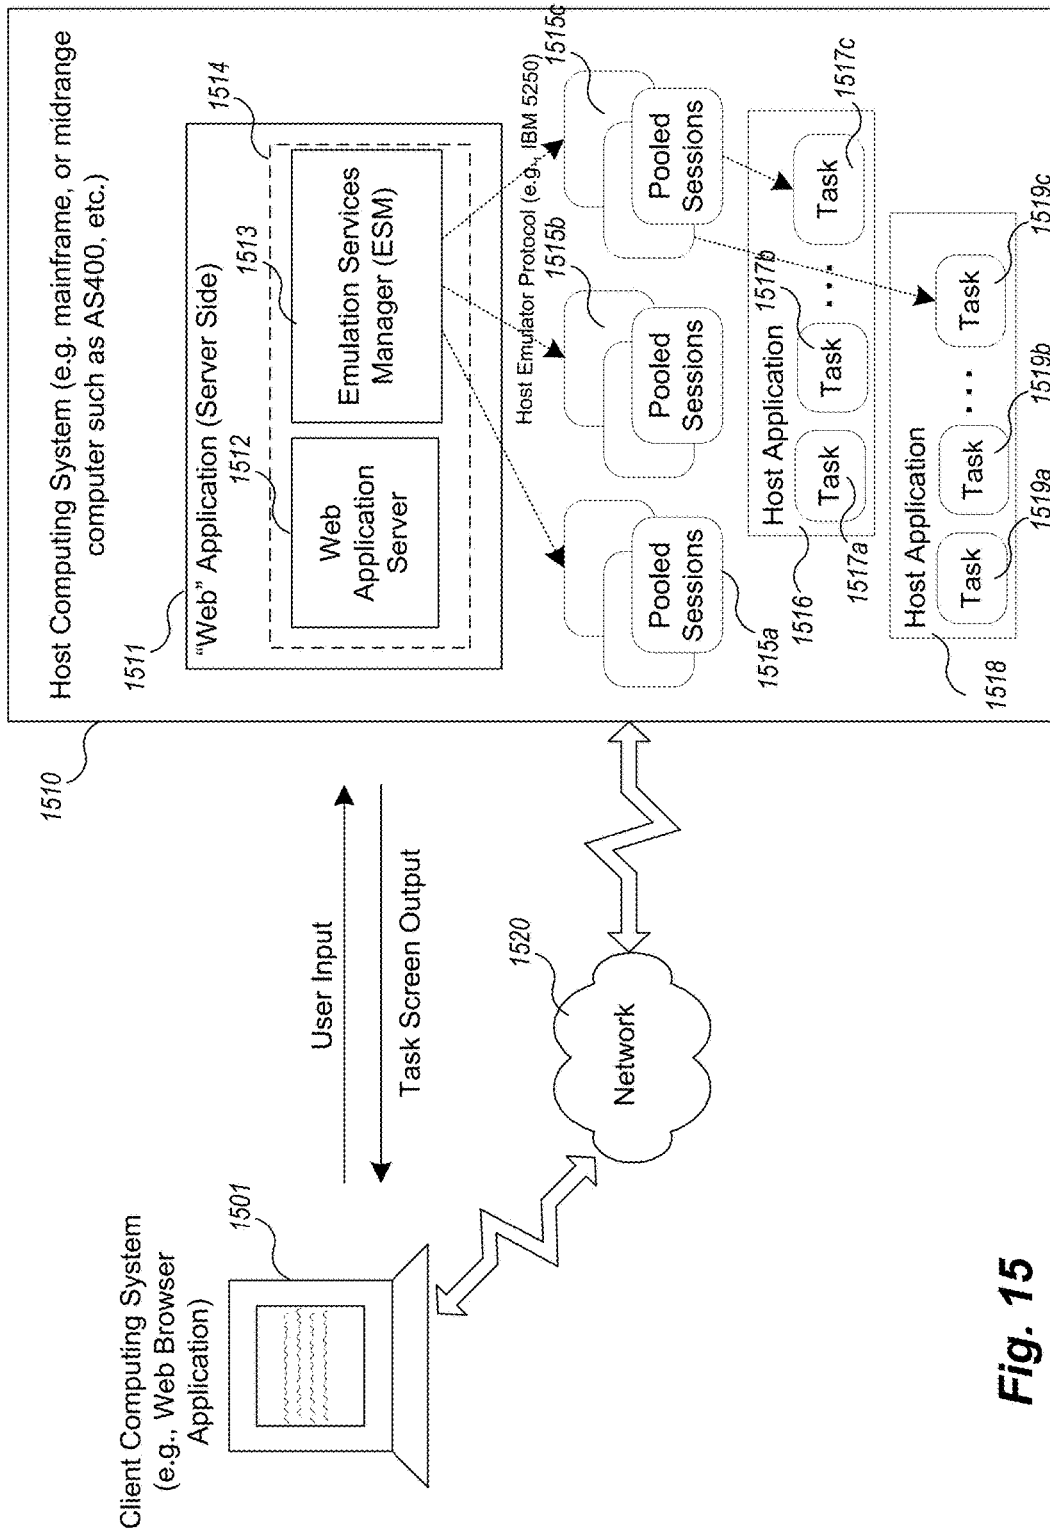 Client Computing System
(e.g., Web Browser
Application)
1501
User Input
Task Screen Output
Network
1520
1510
Host Computing System (e.g. mainframe, or midrange
computer such as AS400, etc.)
1511
"Web" Application (Server Side)
1514
1512
Web
Application
Server
1513
Emulation Services
Manager (ESM)
Host Emulator Protocol (e.g., IBM 5250)
Pooled
Sessions
1515a
Pooled
Sessions
1515b
Pooled
Sessions
1515c
Host Application
1516
Task
1517a
Task
1517b
...
Task
1517c
Host Application
1518
Task
1519a
Task
1519b
...
Task
1519c
Fig. 15